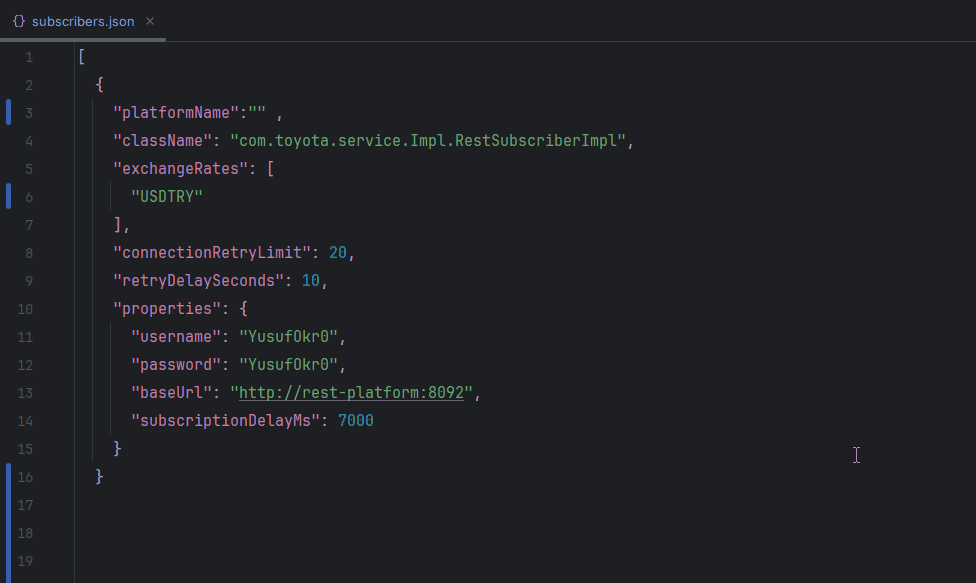 {} subscribers.json ×
1 [
2 {
3 "platformName":"" ,
4 "className": "com.toyota.service.Impl.RestSubscriberImpl",
5 "exchangeRates": [
6 "USDTRY"
7 ],
8 "connectionRetryLimit": 20,
9 "retryDelaySeconds": 10,
10 "properties": {
11 "username": "YusufOkr0",
12 "password": "YusufOkr0",
13 "baseUrl": "http://rest-platform:8092",
14 "subscriptionDelayMs": 7000
15 }
16 }
17
18
19